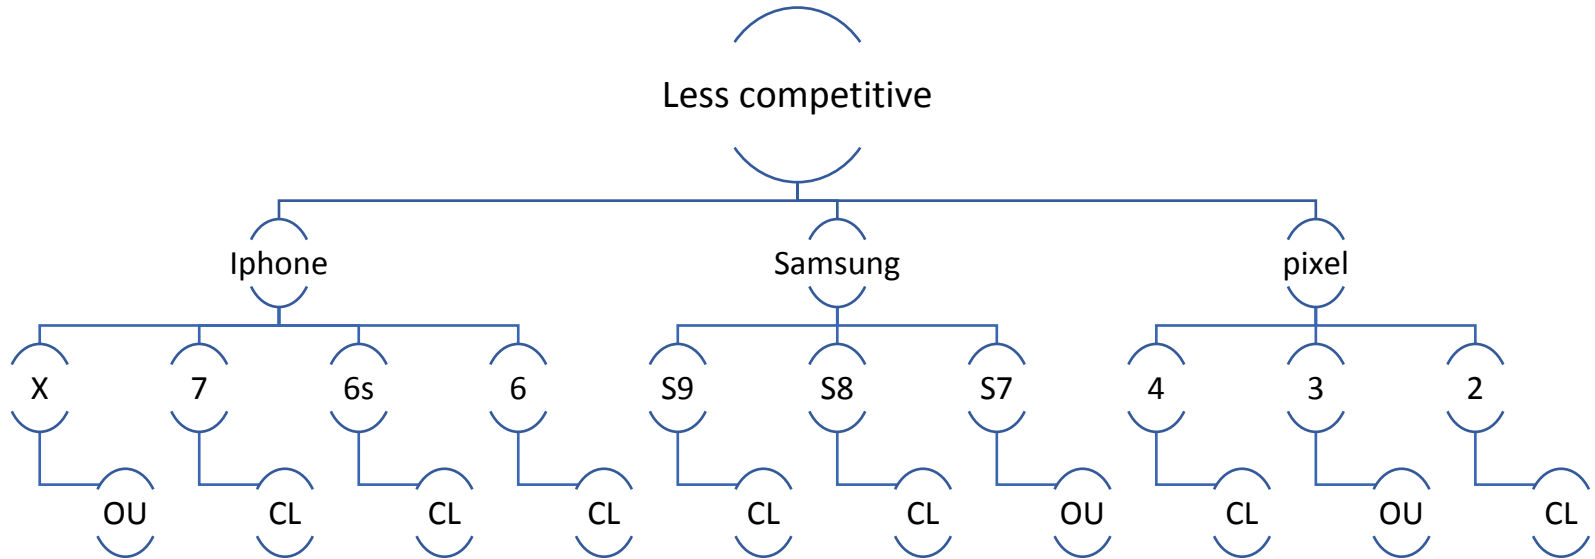 Less competitive
Iphone
Samsung
pixel
X
7
6s
6
S9
S8
S7
4
3
2
OU
CL
CL
CL
CL
CL
OU
CL
OU
CL